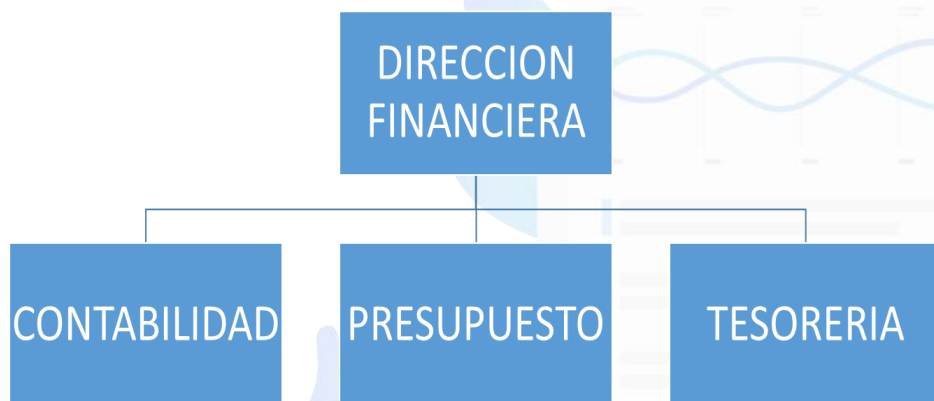 DIRECCION
FINANCIERA
CONTABILIDAD
PRESUPUESTO
TESORERIA